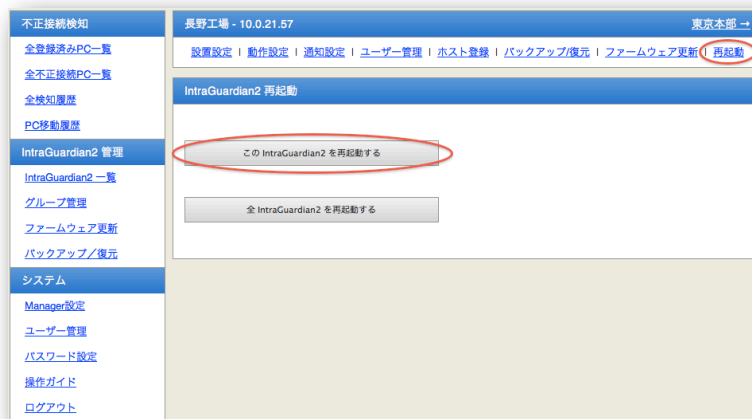 不正接続検知
全登録済みPC一覧
全不正接続PC一覧
全検知履歴
PC移動履歴
IntraGuardian2 管理
IntraGuardian2 一覧
グループ管理
ファームウェア更新
バックアップ／復元
システム
Manager設定
ユーザー管理
パスワード設定
操作ガイド
ログアウト
長野工場 - 10.0.21.57 東京本部 →
設置設定 | 動作設定 | 通知設定 | ユーザー管理 | ホスト登録 | バックアップ/復元 | ファームウェア更新 | 再起動
IntraGuardian2 再起動
この IntraGuardian2 を再起動する
全 IntraGuardian2 を再起動する